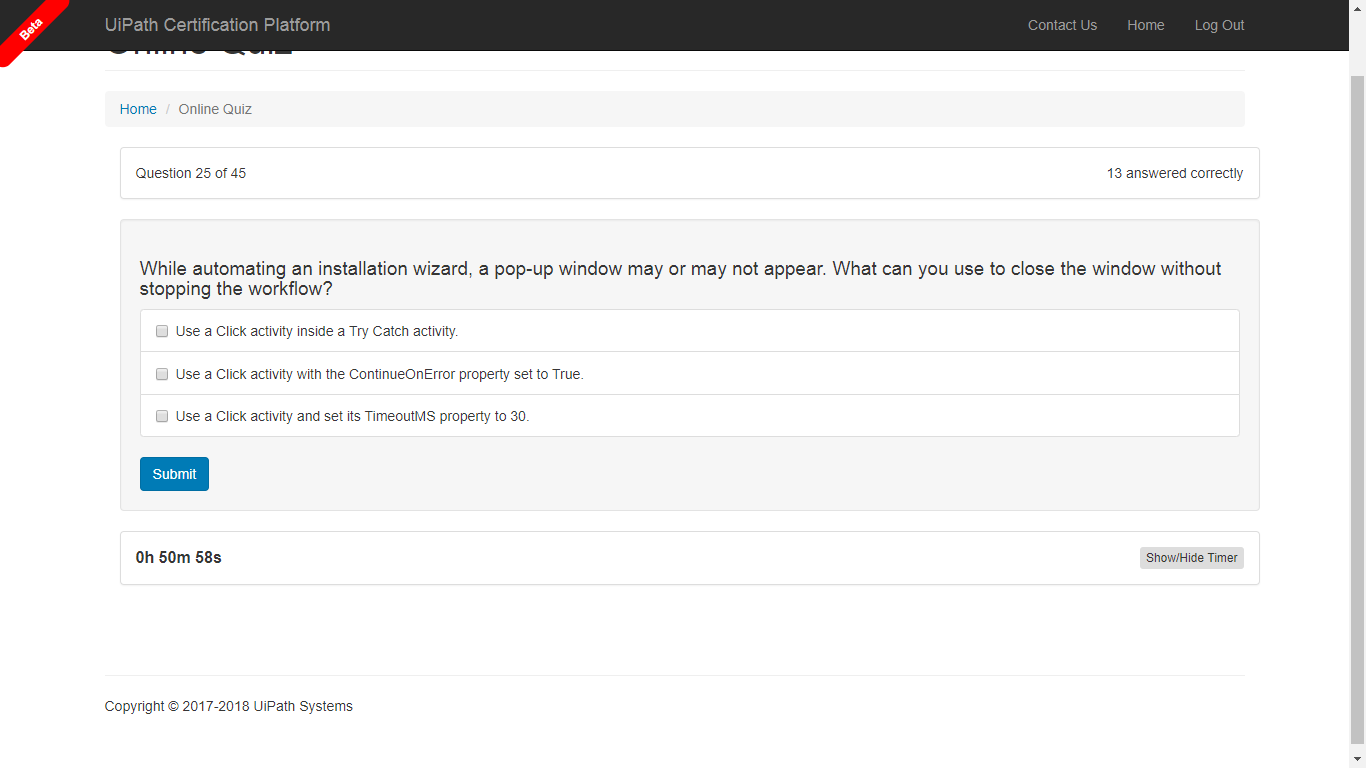 Beta
UiPath Certification Platform Contact Us Home Log Out
Online Quiz
Home / Online Quiz
Question 25 of 45 13 answered correctly
While automating an installation wizard, a pop-up window may or may not appear. What can you use to close the window without
stopping the workflow?
Use a Click activity inside a Try Catch activity.
Use a Click activity with the ContinueOnError property set to True.
Use a Click activity and set its TimeoutMS property to 30.
Submit
0h 50m 58s Show/Hide Timer
Copyright © 2017-2018 UiPath Systems